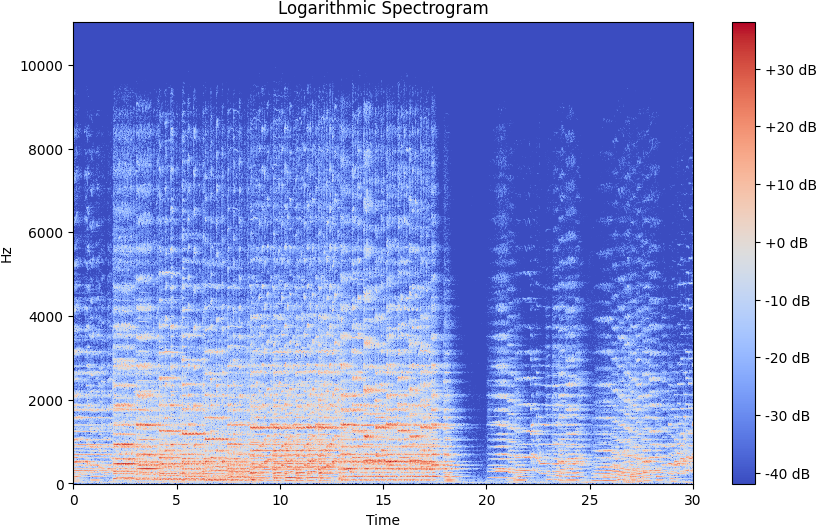 Logarithmic Spectrogram
Hz
10000
8000
6000
4000
2000
0
0 5 10 15 20 25 30
Time
+30 dB
+20 dB
+10 dB
+0 dB
-10 dB
-20 dB
-30 dB
-40 dB